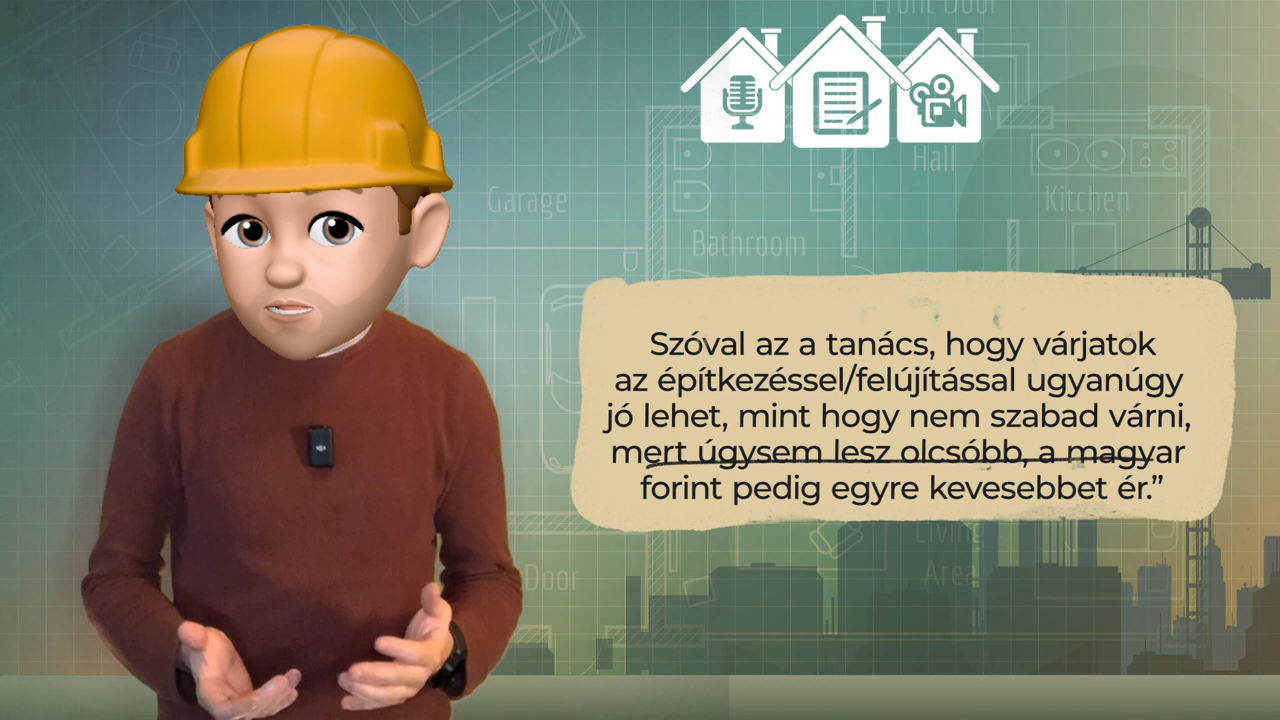 Front Door
Hall
Garage
Kitchen
Bathroom
Szóval az a tanács, hogy várjatok
az építkezéssel/felújítással ugyanúgy
jó lehet, mint hogy nem szabad várni,
mert úgysem lesz olcsóbb, a magyar
forint pedig egyre kevesebbet ér.”
Living
Area
Door